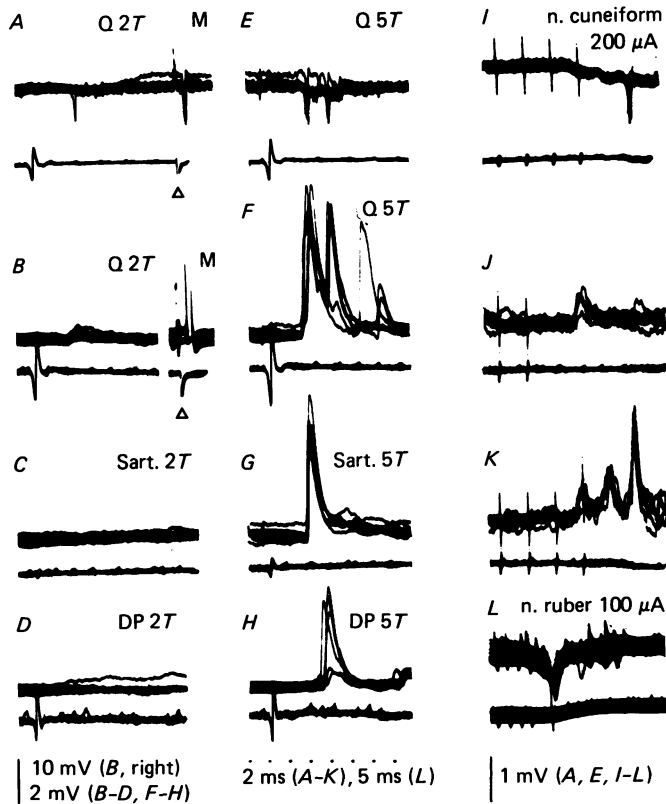 A Q 2T M
E Q 5T
I n. cuneiform
200 µA
F Q 5T
B Q 2T M
J
C Sart. 2T
G Sart. 5T
K
D DP 2T
H DP 5T
L n. ruber 100 µA
10 mV (B, right)
2 mV (B–D, F–H)
2 ms (A–K), 5 ms (L)
1 mV (A, E, I–L)